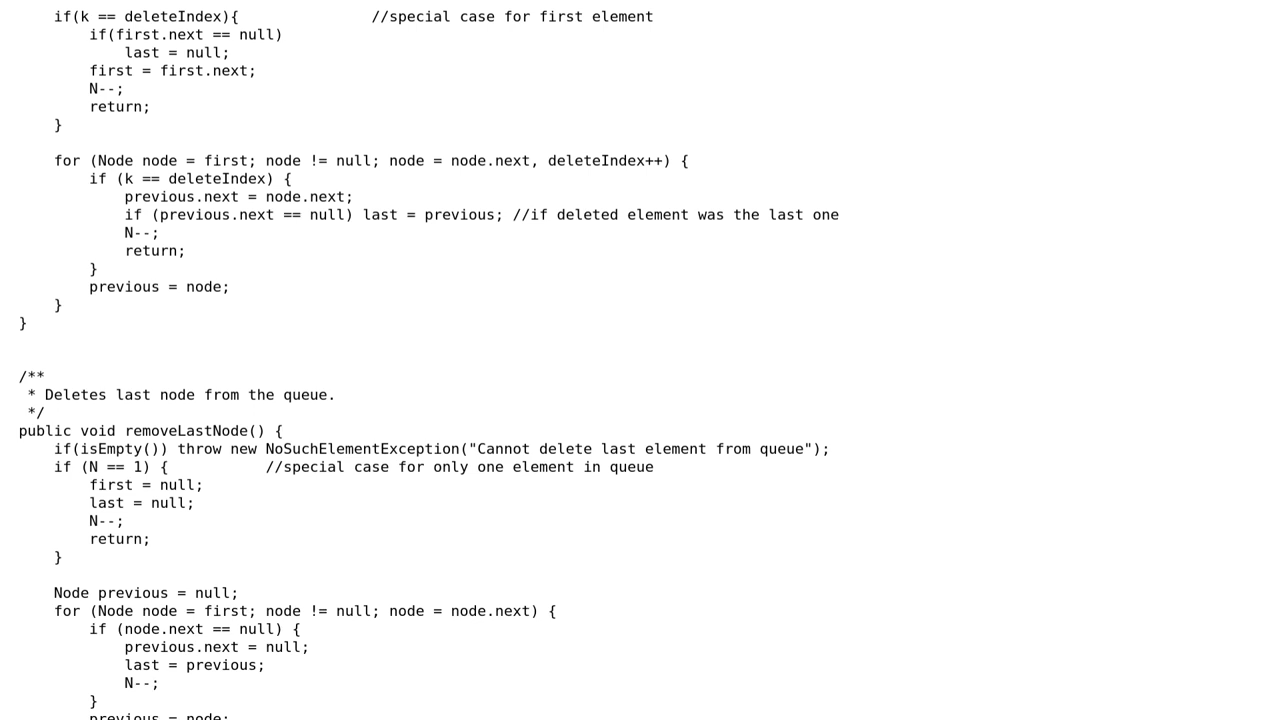 if(k == deleteIndex){               //special case for first element
        if(first.next == null)
            last = null;
        first = first.next;
        N--;
        return;
    }

    for (Node node = first; node != null; node = node.next, deleteIndex++) {
        if (k == deleteIndex) {
            previous.next = node.next;
            if (previous.next == null) last = previous; //if deleted element was the last one
            N--;
            return;
        }
        previous = node;
    }
}


/**
 * Deletes last node from the queue.
 */
public void removeLastNode() {
    if(isEmpty()) throw new NoSuchElementException("Cannot delete last element from queue");
    if (N == 1) {           //special case for only one element in queue
        first = null;
        last = null;
        N--;
        return;
    }

    Node previous = null;
    for (Node node = first; node != null; node = node.next) {
        if (node.next == null) {
            previous.next = null;
            last = previous;
            N--;
        }
        previous = node;